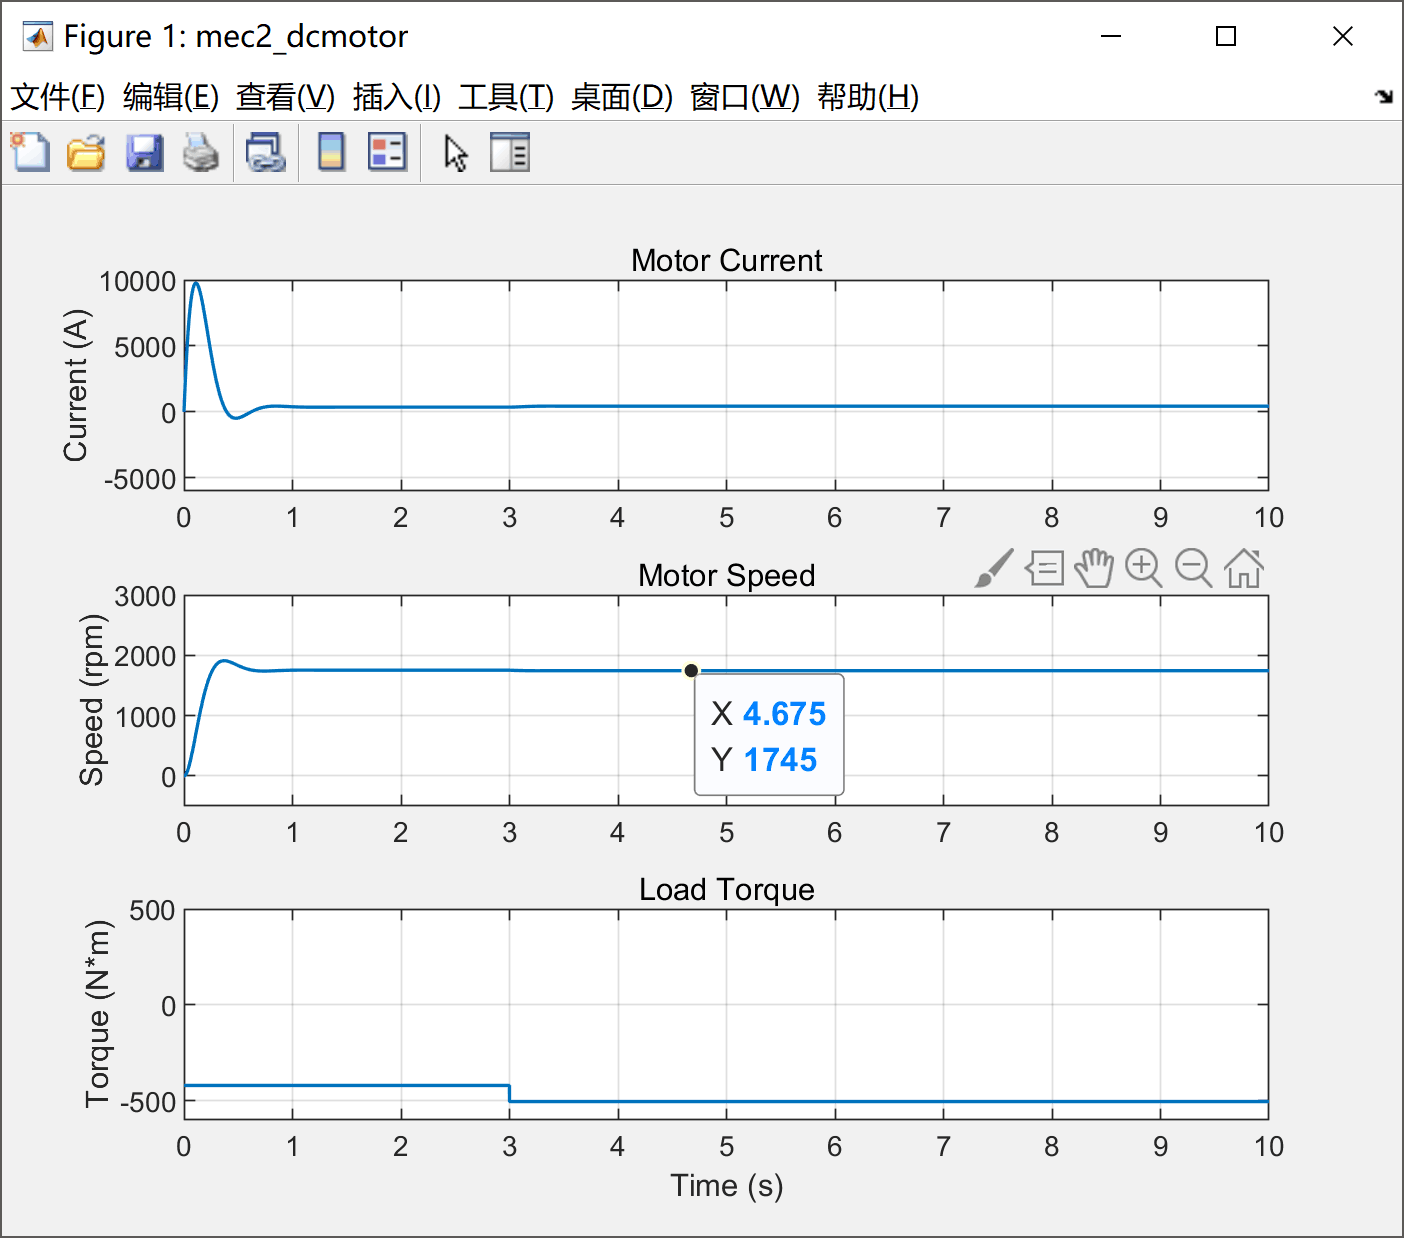 Figure 1: mec2_dcmotor
文件(F) 编辑(E) 查看(V) 插入(I) 工具(T) 桌面(D) 窗口(W) 帮助(H)
Motor Current
Current (A)
10000
5000
0
-5000
0 1 2 3 4 5 6 7 8 9 10
Motor Speed
Speed (rpm)
3000
2000
1000
0
X 4.675
Y 1745
0 1 2 3 4 5 6 7 8 9 10
Load Torque
Torque (N*m)
500
0
-500
0 1 2 3 4 5 6 7 8 9 10
Time (s)